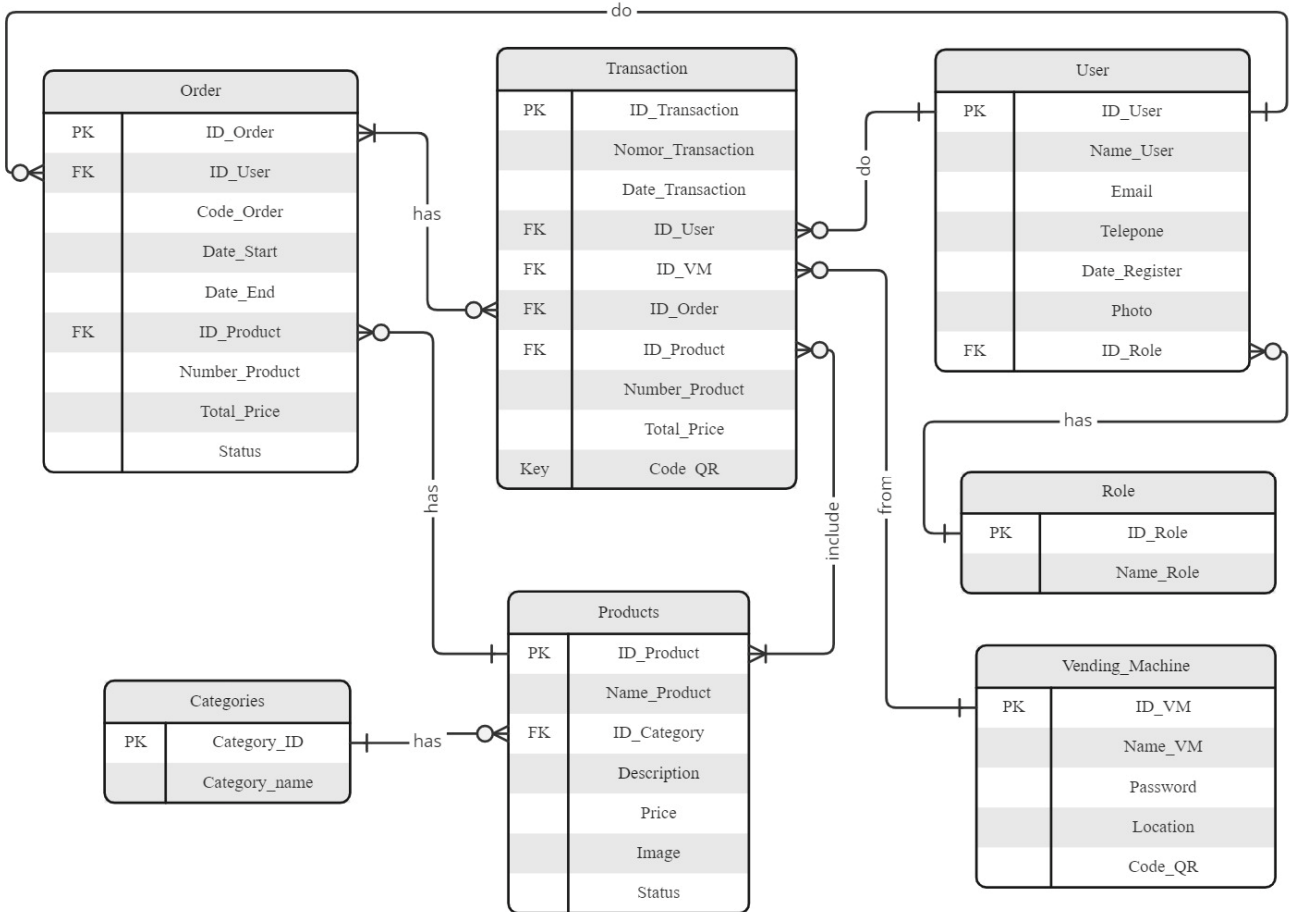 do
Order
PK ID_Order
FK ID_User
Code_Order
Date_Start
Date_End
FK ID_Product
Number_Product
Total_Price
Status
has
has
Transaction
PK ID_Transaction
Nomor_Transaction
Date_Transaction
FK ID_User
FK ID_VM
FK ID_Order
FK ID_Product
Number_Product
Total_Price
Key Code_QR
do
from
include
User
PK ID_User
Name_User
Email
Telepone
Date_Register
Photo
FK ID_Role
has
Role
PK ID_Role
Name_Role
Categories
PK Category_ID
Category_name
has
Products
PK ID_Product
Name_Product
FK ID_Category
Description
Price
Image
Status
Vending_Machine
PK ID_VM
Name_VM
Password
Location
Code_QR